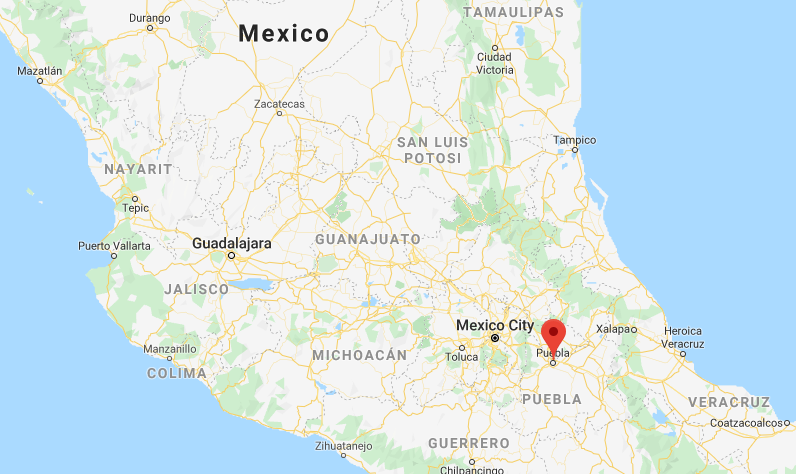 TAMAULIPAS
Durango
Mexico
Ciudad
Victoria
Mazatlán
Zacatecas
SAN LUIS
POTOSI
Tampico
NAYARIT
Tepic
Puerto Vallarta
Guadalajara
GUANAJUATO
JALISCO
Mexico City
Xalapa
Heroica
Veracruz
Manzanillo
MICHOACÁN
Toluca
Puebla
COLIMA
PUEBLA
VERACRUZ
Coatzacoalcos
Zihuatanejo
GUERRERO
Chilpancingo